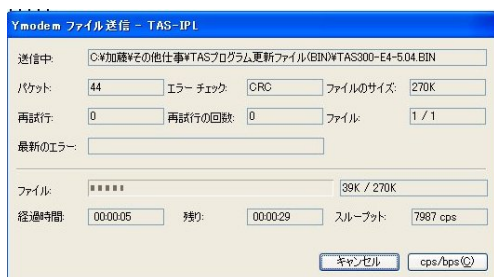 Ymodem ファイル送信 - TAS-IPL
送信中: C:¥加藤¥その他仕事¥TASプログラム更新ファイル(BIN)¥TAS300-E4-5.04.BIN
パケット: 44 エラー チェック: CRC ファイルのサイズ: 270K
再試行: 0 再試行の回数: 0 ファイル: 1 / 1
最新のエラー:
ファイル: 39K / 270K
経過時間: 00:00:05 残り: 00:00:29 スループット: 7987 cps
キャンセル cps/bps(C)